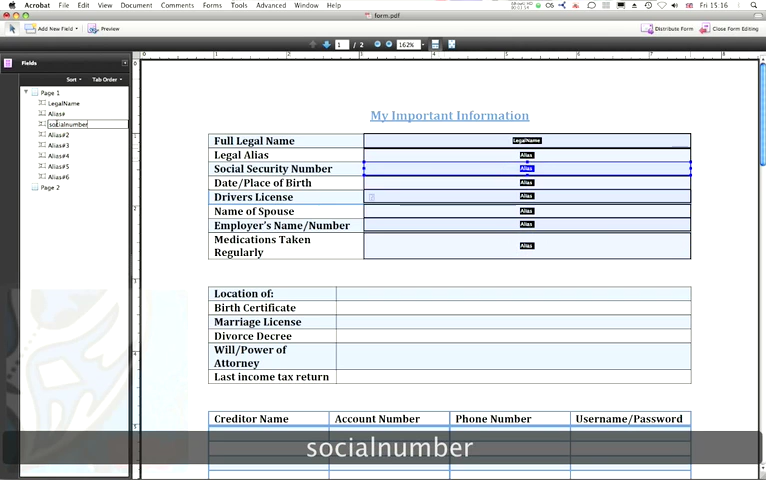 Acrobat File Edit View Document Comments Forms Tools Advanced Window Help Fri 15:16
form.pdf
Add New Field Preview Distribute Form Close Form Editing
1 / 2 162%
Fields
Sort Tab Order
Page 1
LegalName
Alias#
socialnumber
Alias#2
Alias#3
Alias#4
Alias#5
Alias#6
Page 2
My Important Information
Full Legal Name LegalName
Legal Alias Alias
Social Security Number Alias
Date/Place of Birth Alias
Drivers License Alias
Name of Spouse Alias
Employer's Name/Number Alias
Medications Taken
Regularly Alias
Location of:
Birth Certificate
Marriage License
Divorce Decree
Will/Power of
Attorney
Last income tax return
Creditor Name Account Number Phone Number Username/Password
socialnumber